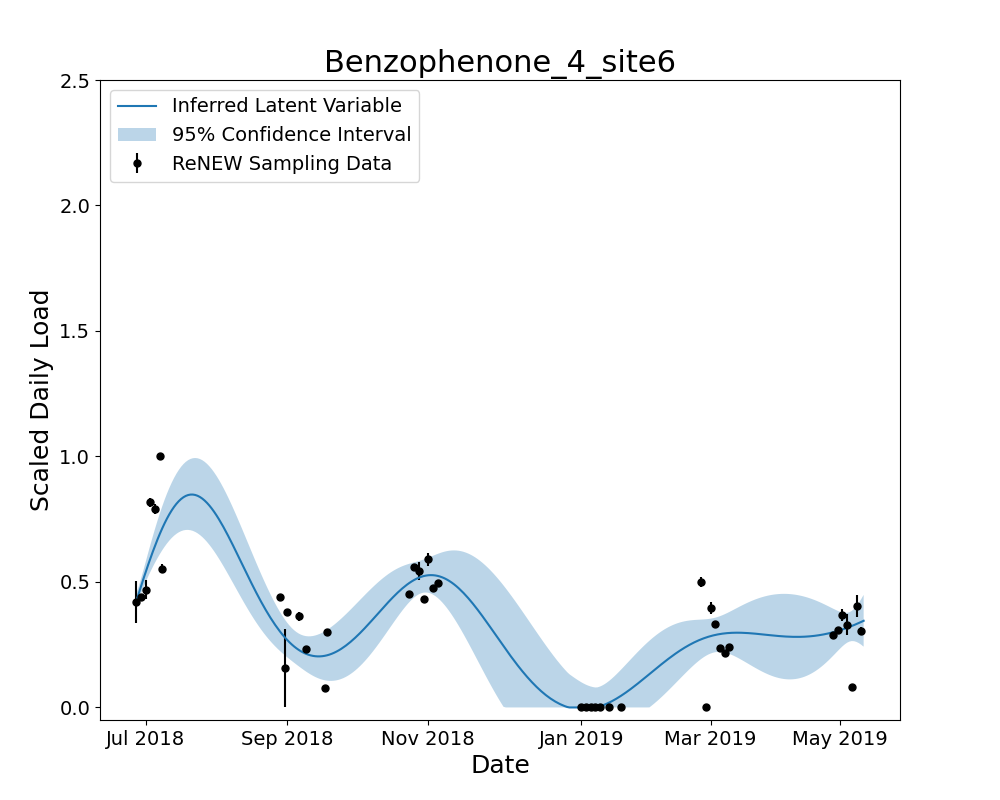 Benzophenone_4_site6
2.5
Inferred Latent Variable
95% Confidence Interval
ReNEW Sampling Data
2.0
1.5
1.0
0.5
0.0
Scaled Daily Load
Jul 2018 Sep 2018 Nov 2018 Jan 2019 Mar 2019 May 2019
Date